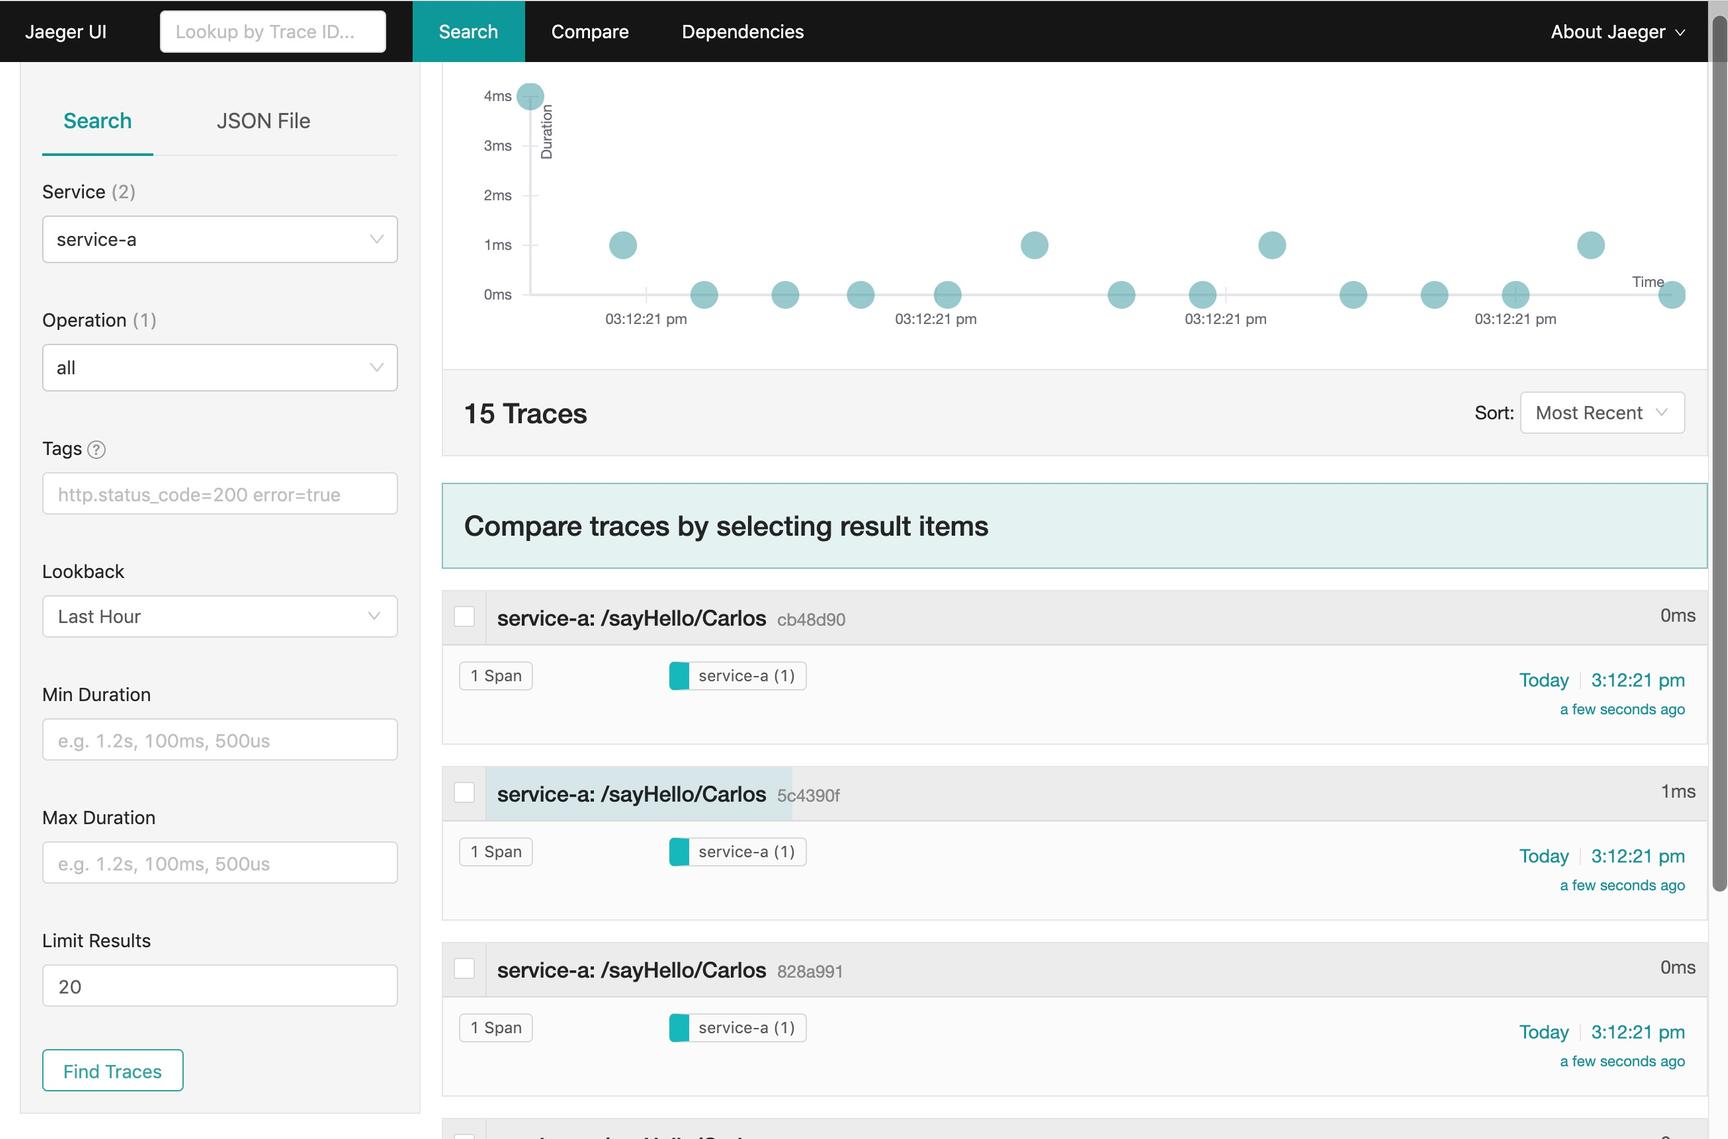 Jaeger UI
Lookup by Trace ID...
Search
Compare
Dependencies
About Jaeger
Search
JSON File
Service (2)
service-a
Operation (1)
all
Tags ?
http.status_code=200 error=true
Lookback
Last Hour
Min Duration
e.g. 1.2s, 100ms, 500us
Max Duration
e.g. 1.2s, 100ms, 500us
Limit Results
20
Find Traces
4ms
3ms
2ms
1ms
0ms
Duration
Time
03:12:21 pm
03:12:21 pm
03:12:21 pm
03:12:21 pm
15 Traces
Sort: Most Recent
Compare traces by selecting result items
service-a: /sayHello/Carlos cb48d90
0ms
1 Span
service-a (1)
Today 3:12:21 pm
a few seconds ago
service-a: /sayHello/Carlos 5c4390f
1ms
1 Span
service-a (1)
Today 3:12:21 pm
a few seconds ago
service-a: /sayHello/Carlos 828a991
0ms
1 Span
service-a (1)
Today 3:12:21 pm
a few seconds ago